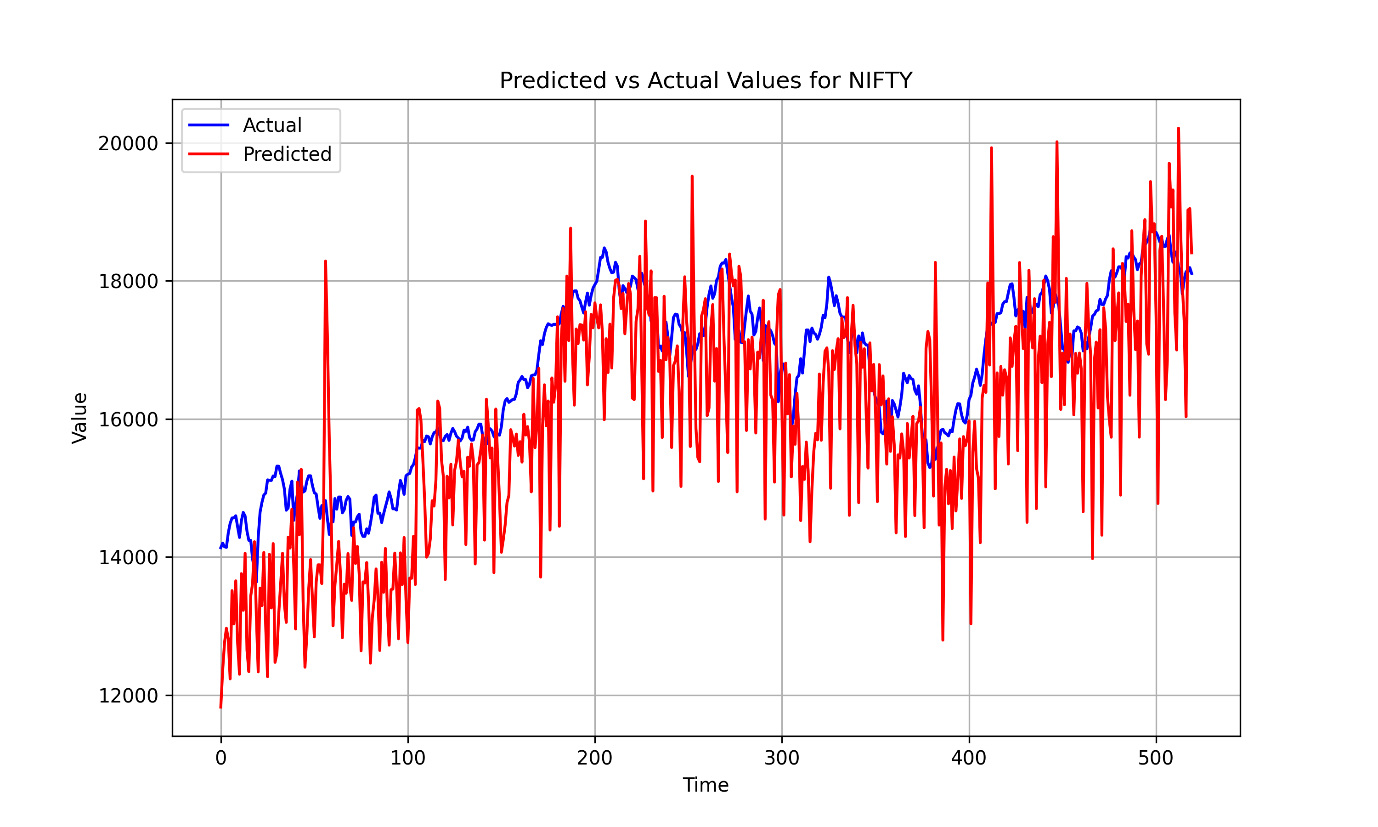 Predicted vs Actual Values for NIFTY
Actual
Predicted
20000
18000
16000
14000
12000
Value
0 100 200 300 400 500
Time